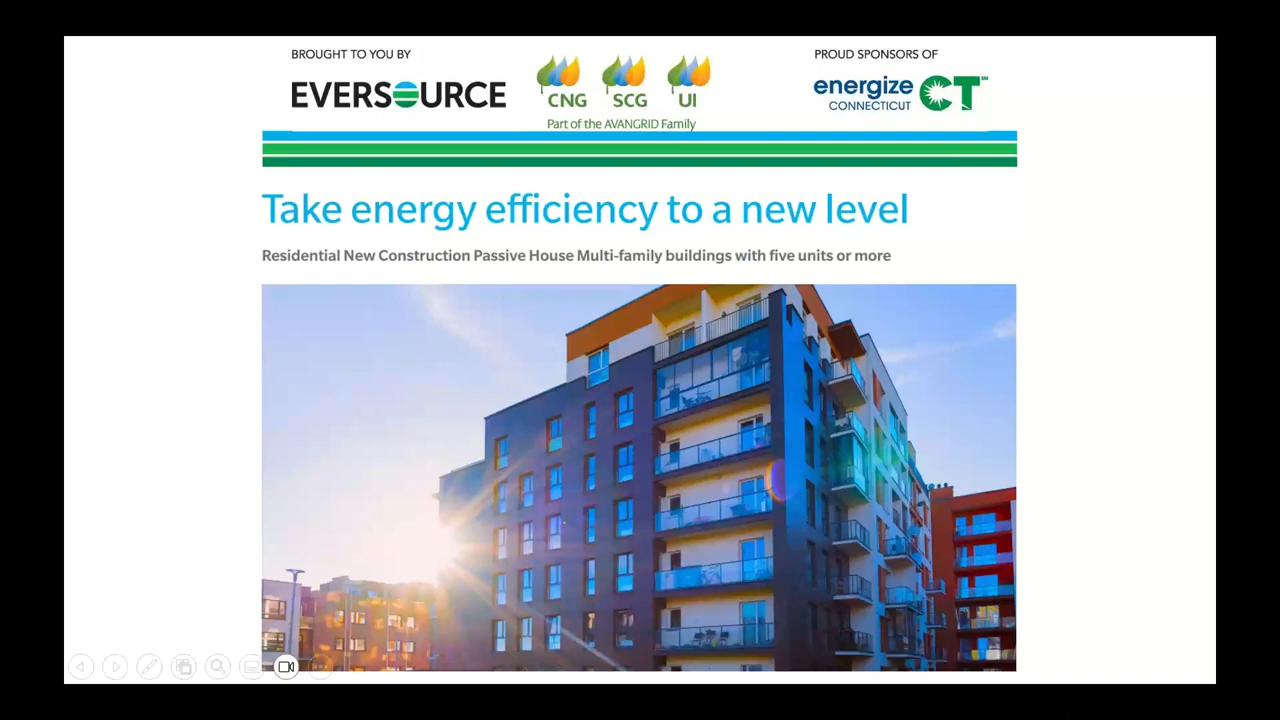 BROUGHT TO YOU BY
EVERSOURCE
CNG SCG UI
Part of the AVANGRID Family
PROUD SPONSORS OF
energize CT℠
CONNECTICUT
Take energy efficiency to a new level
Residential New Construction Passive House Multi-family buildings with five units or more